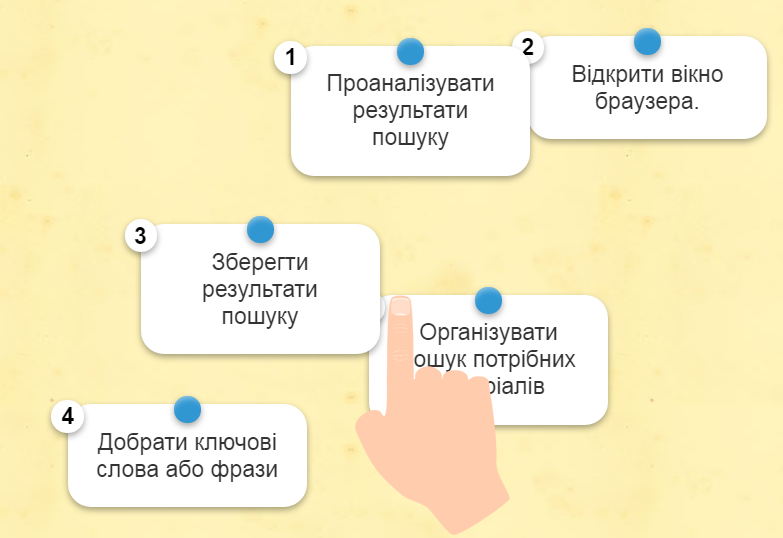 1
Проаналізувати
результати
пошуку
2
Відкрити вікно
браузера.
3
Зберегти
результати
пошуку
Організувати
потрібних
4
Добрати ключові
слова або фрази